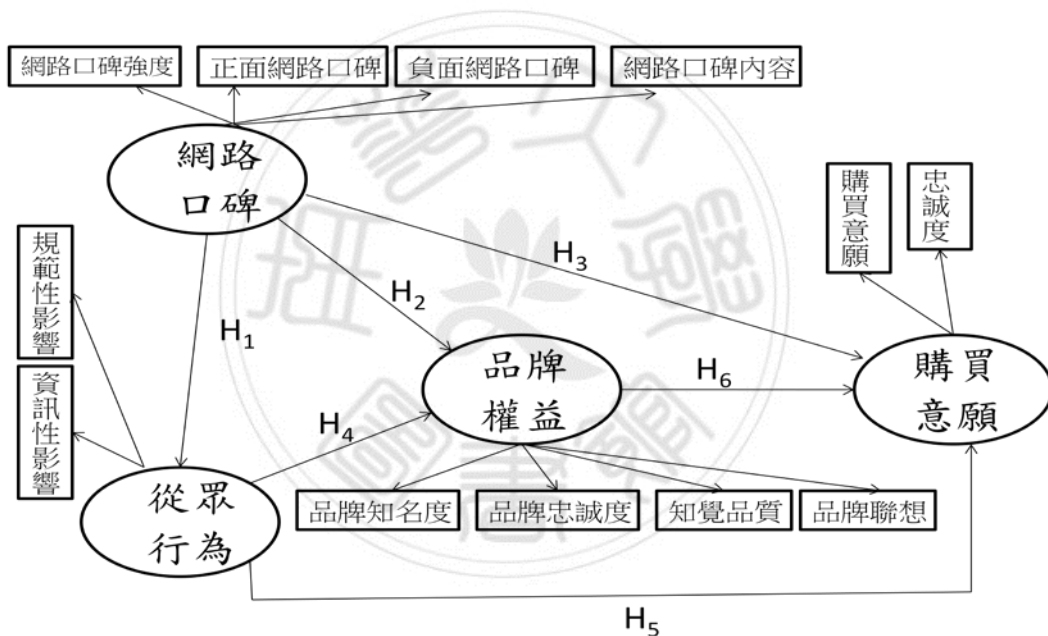 網路口碑強度
正面網路口碑
負面網路口碑
網路口碑內容
網路
口碑
購買意願
忠誠度
規範性影響
資訊性影響
H3
H2
H1
品牌
權益
H6
購買
意願
H4
從眾
行為
品牌知名度
品牌忠誠度
知覺品質
品牌聯想
H5